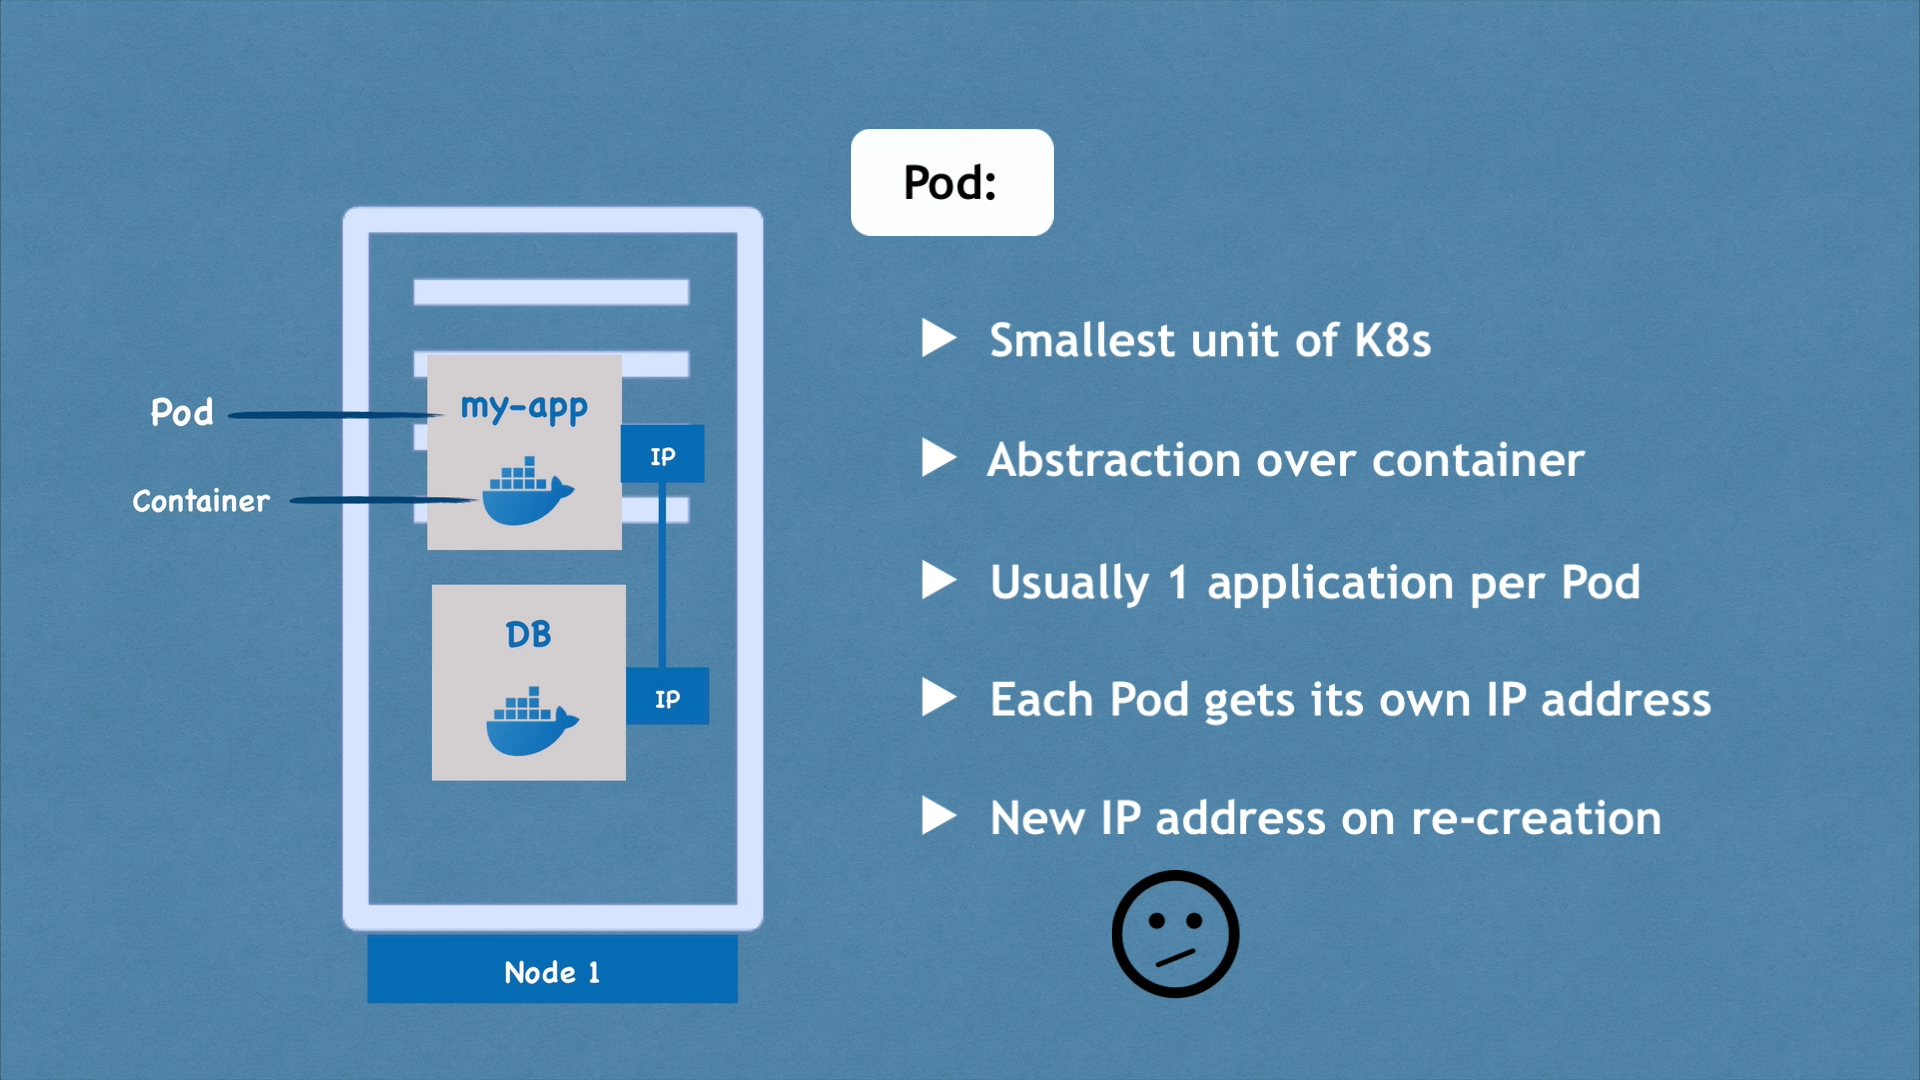 Pod:
Smallest unit of K8s
Abstraction over container
Usually 1 application per Pod
Each Pod gets its own IP address
New IP address on re-creation
Pod
Container
my-app
IP
DB
IP
Node 1